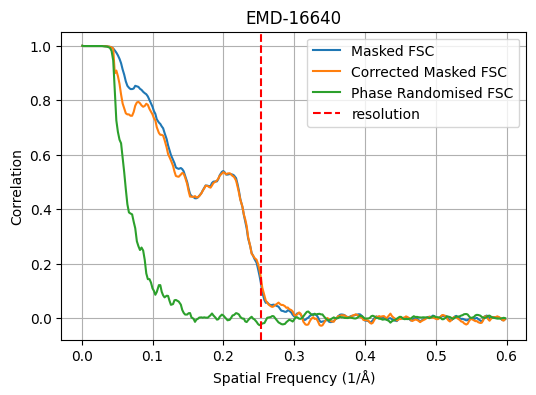 EMD-16640
Masked FSC
Corrected Masked FSC
Phase Randomised FSC
resolution
Correlation
1.0
0.8
0.6
0.4
0.2
0.0
0.0 0.1 0.2 0.3 0.4 0.5 0.6
Spatial Frequency (1/Å)